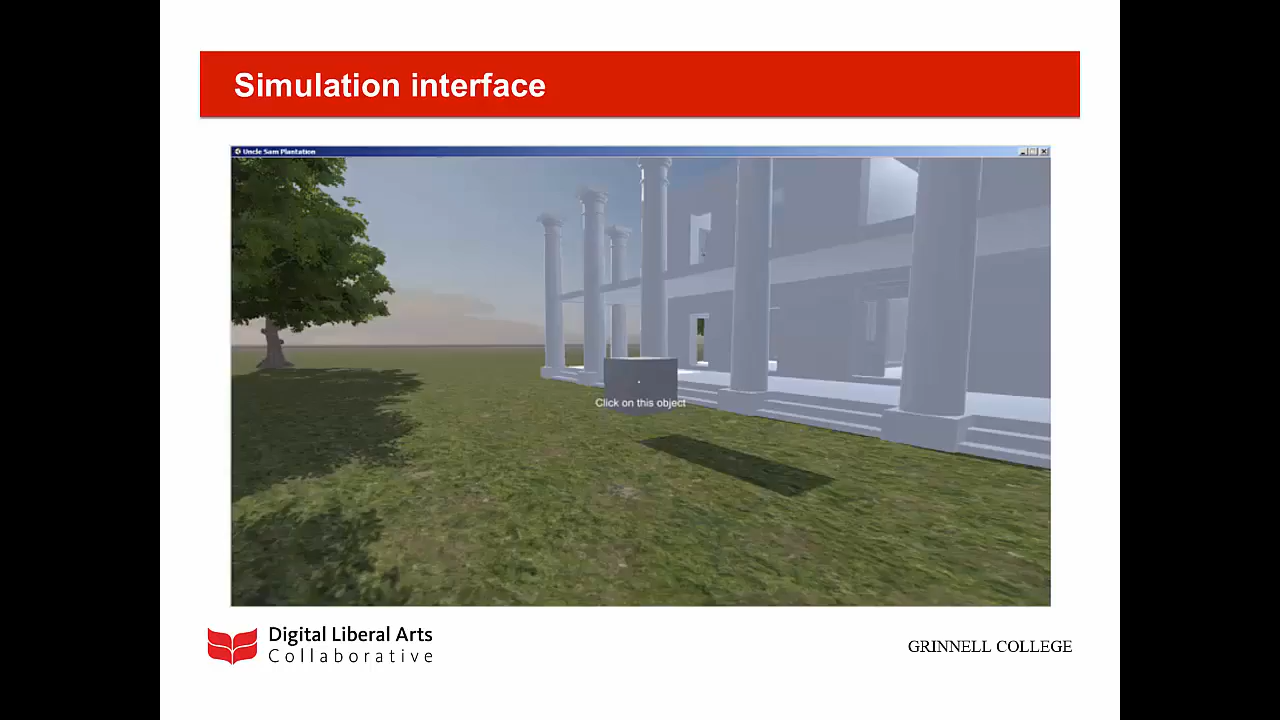 Simulation interface
Uncle Sam Plantation
Click on this object
Digital Liberal Arts
Collaborative
GRINNELL COLLEGE